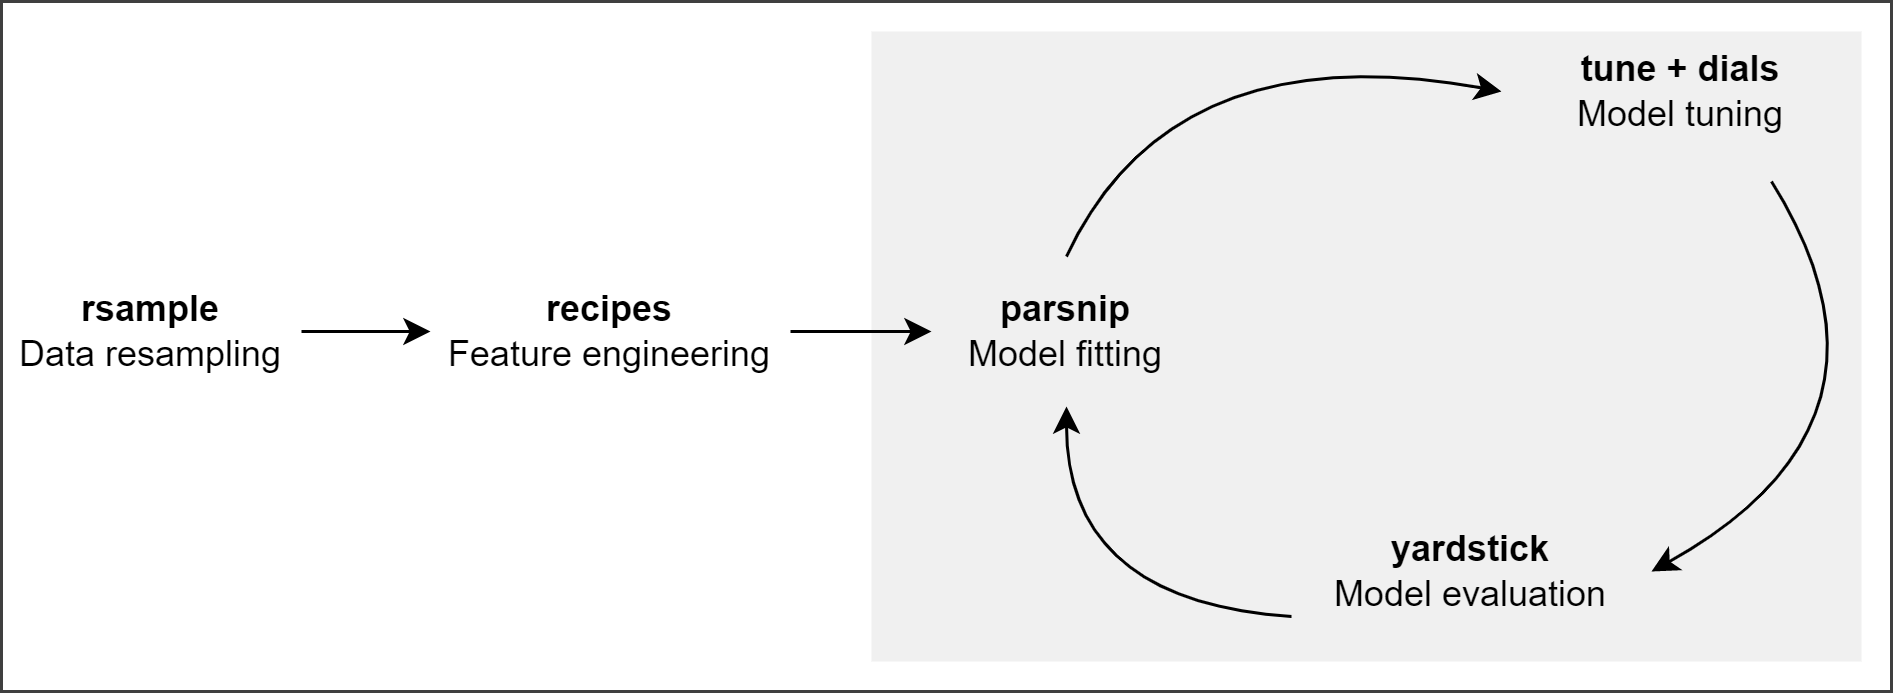 rsample
Data resampling
recipes
Feature engineering
parsnip
Model fitting
tune + dials
Model tuning
yardstick
Model evaluation